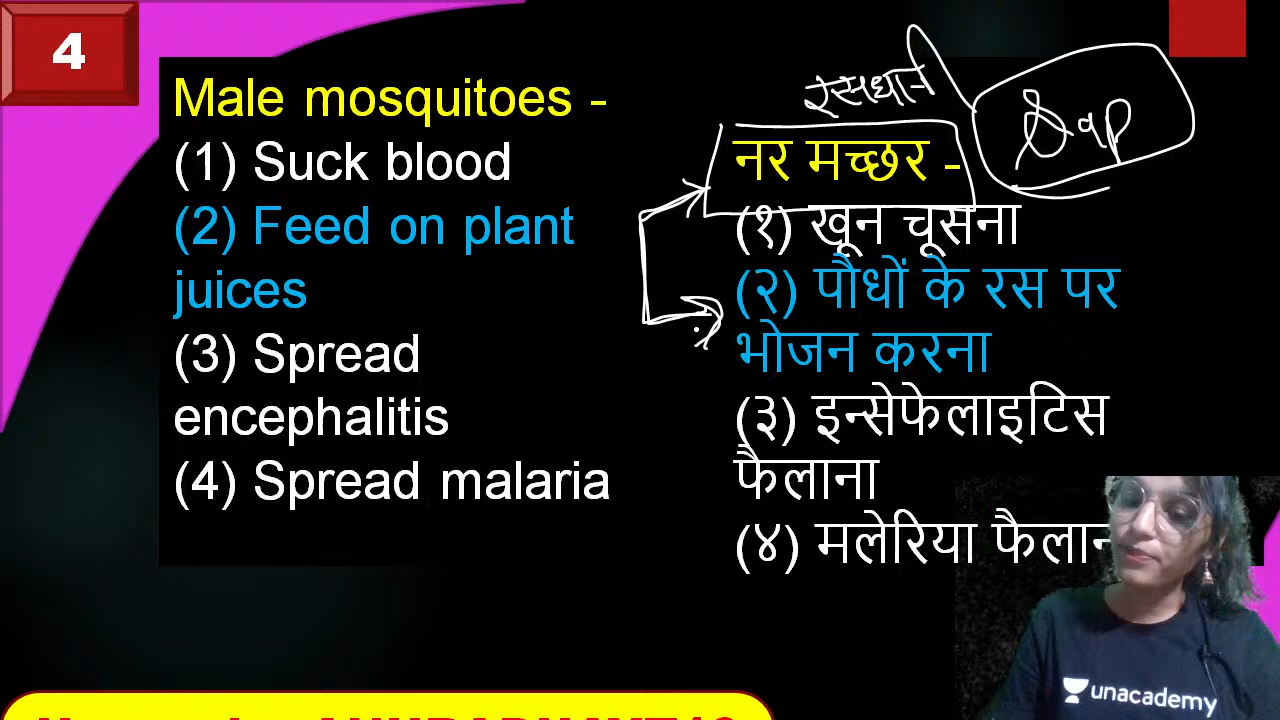 4
Male mosquitoes -
(1) Suck blood
(2) Feed on plant
juices
(3) Spread
encephalitis
(4) Spread malaria
रसधान
Sap
नर मच्छर -
(१) खून चूसना
(२) पौधों के रस पर
भोजन करना
(३) इन्सेफेलाइटिस
फैलाना
(४) मलेरिया
unacademy